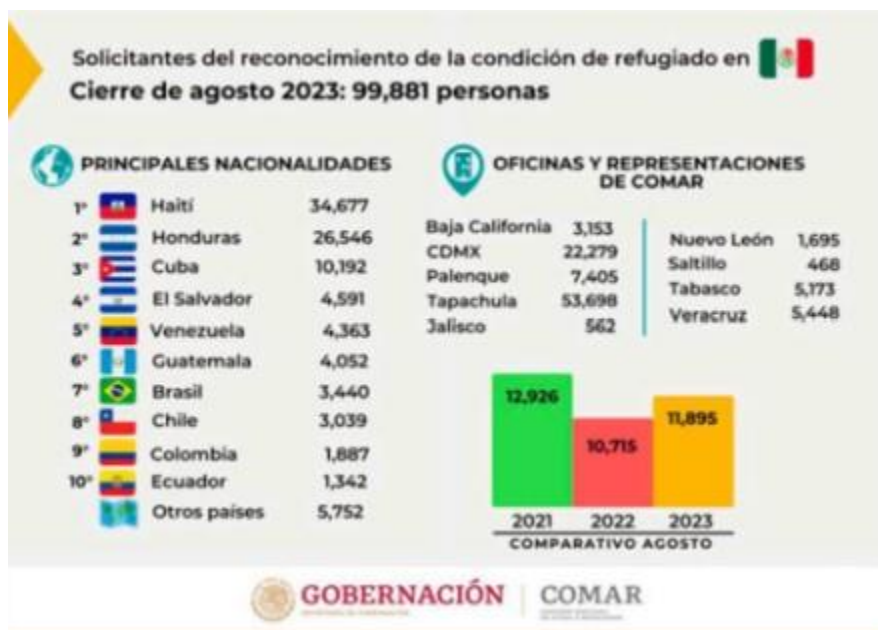 Solicitantes del reconocimiento de la condición de refugiado en
Cierre de agosto 2023: 99,881 personas
PRINCIPALES NACIONALIDADES
1° Haití 34,677
2° Honduras 26,546
3° Cuba 10,192
4° El Salvador 4,591
5° Venezuela 4,363
6° Guatemala 4,052
7° Brasil 3,440
8° Chile 3,039
9° Colombia 1,887
10° Ecuador 1,342
Otros países 5,752
OFICINAS Y REPRESENTACIONES
DE COMAR
Baja California 3,153
CDMX 22,279
Palenque 7,405
Tapachula 53,698
Jalisco 562
Nuevo León 1,695
Saltillo 468
Tabasco 5,173
Veracruz 5,448
12,926
10,715
11,895
2021 2022 2023
COMPARATIVO AGOSTO
GOBERNACIÓN
COMAR